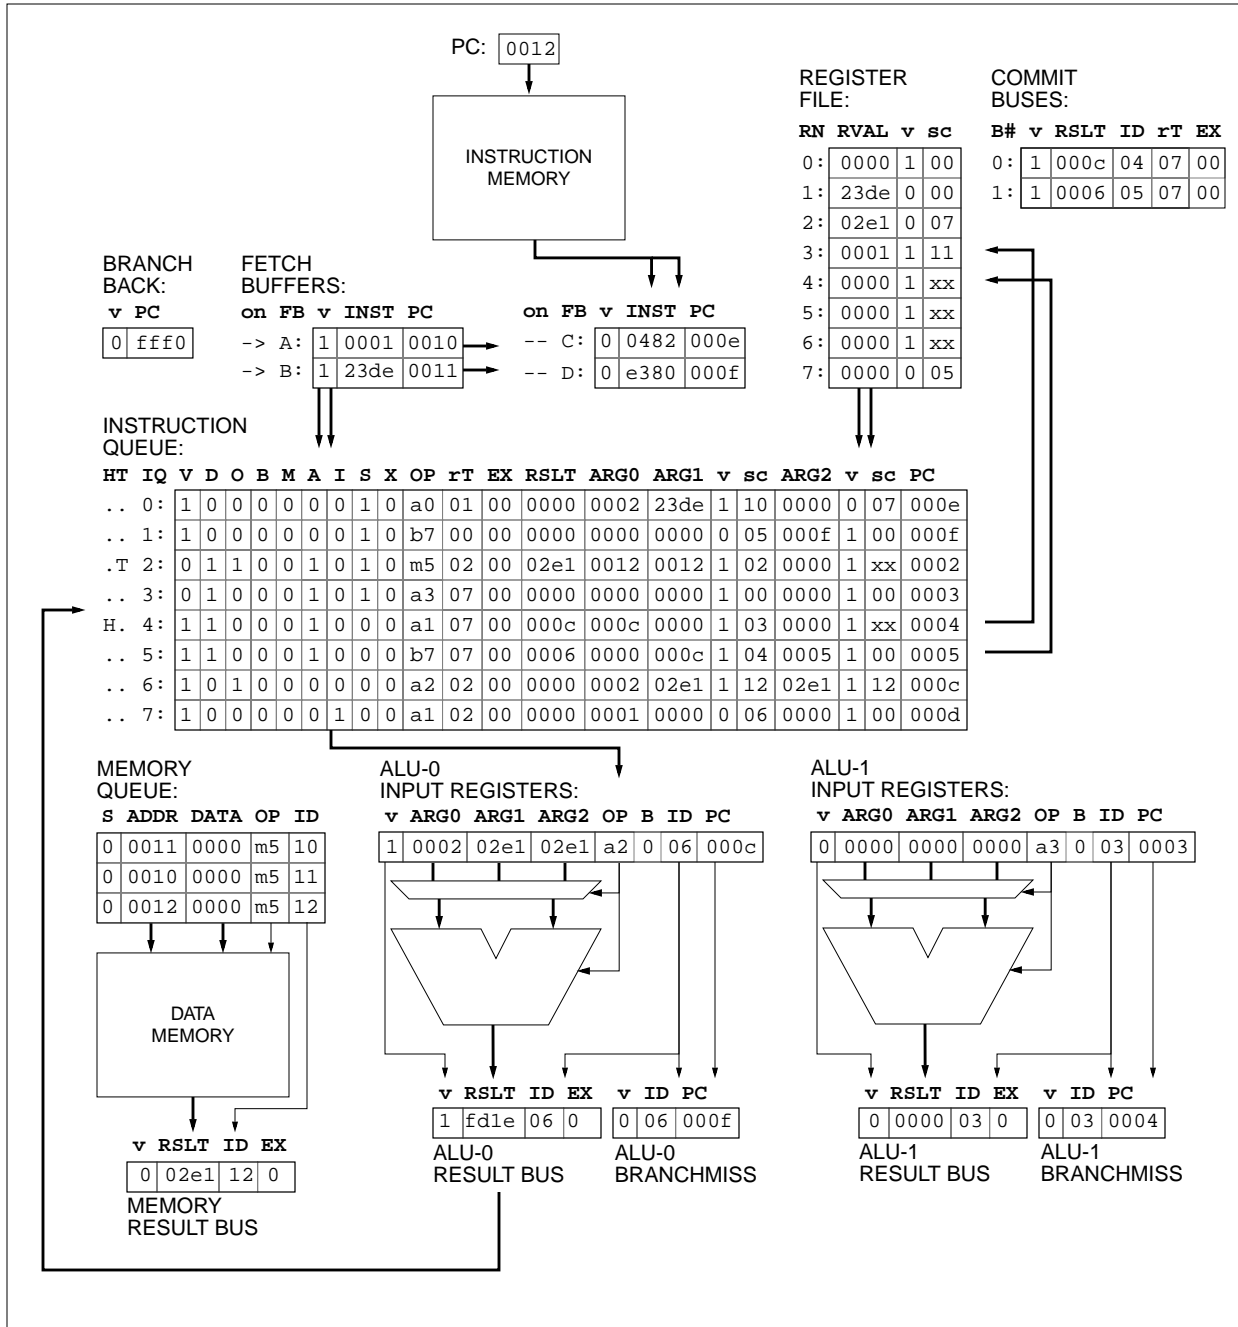 PC: 0012
INSTRUCTION
MEMORY
REGISTER
FILE:
RN RVAL v sc
0: 0000 1 00
1: 23de 0 00
2: 02e1 0 07
3: 0001 1 11
4: 0000 1 xx
5: 0000 1 xx
6: 0000 1 xx
7: 0000 0 05
COMMIT
BUSES:
B# v RSLT ID rT EX
0: 1 000c 04 07 00
1: 1 0006 05 07 00
BRANCH
BACK:
v PC
0 fff0
FETCH
BUFFERS:
on FB v INST PC
-> A: 1 0001 0010
-> B: 1 23de 0011
on FB v INST PC
-- C: 0 0482 000e
-- D: 0 e380 000f
INSTRUCTION
QUEUE:
HT IQ V D O B M A I S X OP rT EX RSLT ARG0 ARG1 v sc ARG2 v sc PC
.. 0: 1 0 0 0 0 0 0 1 0 a0 01 00 0000 0002 23de 1 10 0000 0 07 000e
.. 1: 1 0 0 0 0 0 0 1 0 b7 00 00 0000 0000 0000 0 05 000f 1 00 000f
.T 2: 0 1 1 0 0 1 0 1 0 m5 02 00 02e1 0012 0012 1 02 0000 1 xx 0002
.. 3: 0 1 0 0 0 1 0 1 0 a3 07 00 0000 0000 0000 1 00 0000 1 00 0003
H. 4: 1 1 0 0 0 1 0 0 0 a1 07 00 000c 000c 0000 1 03 0000 1 xx 0004
.. 5: 1 1 0 0 0 1 0 0 0 b7 07 00 0006 0000 000c 1 04 0005 1 00 0005
.. 6: 1 0 1 0 0 0 0 0 0 a2 02 00 0000 0002 02e1 1 12 02e1 1 12 000c
.. 7: 1 0 0 0 0 0 1 0 0 a1 02 00 0000 0001 0000 0 06 0000 1 00 000d
MEMORY
QUEUE:
S ADDR DATA OP ID
0 0011 0000 m5 10
0 0010 0000 m5 11
0 0012 0000 m5 12
DATA
MEMORY
v RSLT ID EX
0 02e1 12 0
MEMORY
RESULT BUS
ALU-0
INPUT REGISTERS:
v ARG0 ARG1 ARG2 OP B ID PC
1 0002 02e1 02e1 a2 0 06 000c
v RSLT ID EX
1 fd1e 06 0
ALU-0
RESULT BUS
v ID PC
0 06 000f
ALU-0
BRANCHMISS
ALU-1
INPUT REGISTERS:
v ARG0 ARG1 ARG2 OP B ID PC
0 0000 0000 0000 a3 0 03 0003
v RSLT ID EX
0 0000 03 0
ALU-1
RESULT BUS
v ID PC
0 03 0004
ALU-1
BRANCHMISS